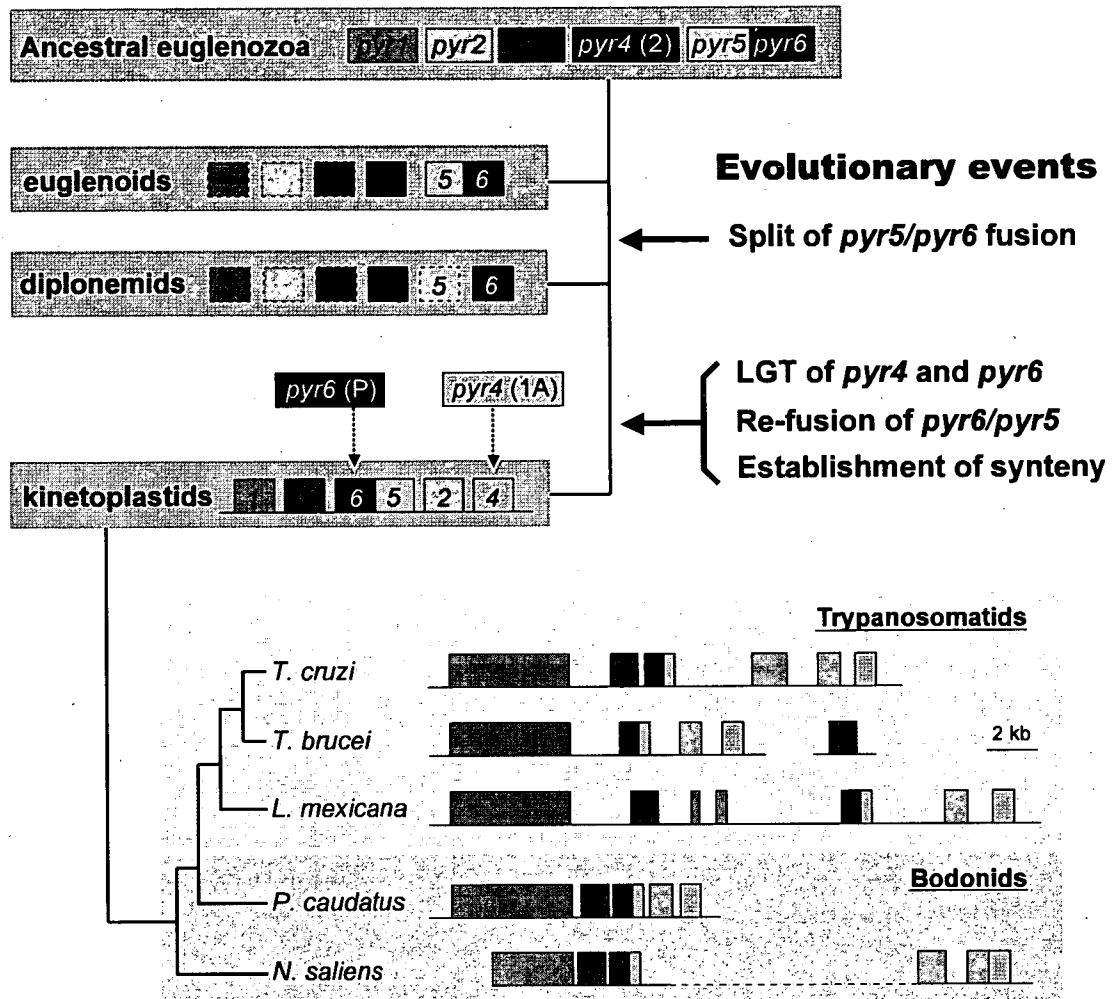 Ancestral euglenozoa pyr1 pyr2 pyr4 (2) pyr5 pyr6
euglenoids 5 6
Evolutionary events
Split of pyr5/pyr6 fusion
diplonemids 5 6
pyr6 (P) pyr4 (1A)
LGT of pyr4 and pyr6
Re-fusion of pyr6/pyr5
Establishment of synteny
kinetoplastids 1 6 5 2 4
Trypanosomatids
T. cruzi
T. brucei
2 kb
L. mexicana
Bodonids
P. caudatus
N. saliens